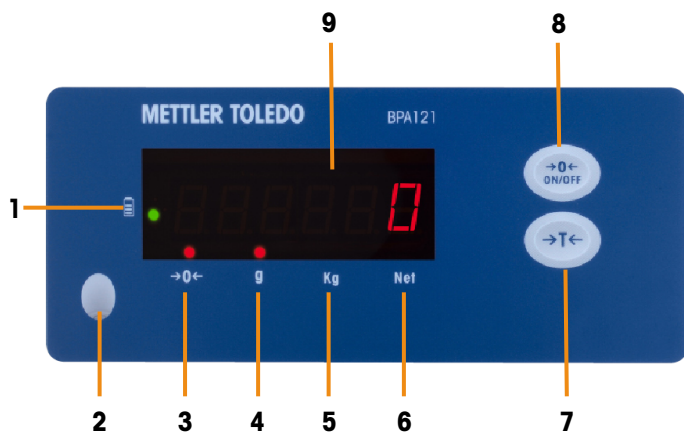 9
8
METTLER TOLEDO BPA121
→0←
ON/OFF
1
0
→T←
→0← g Kg Net
2 3 4 5 6 7